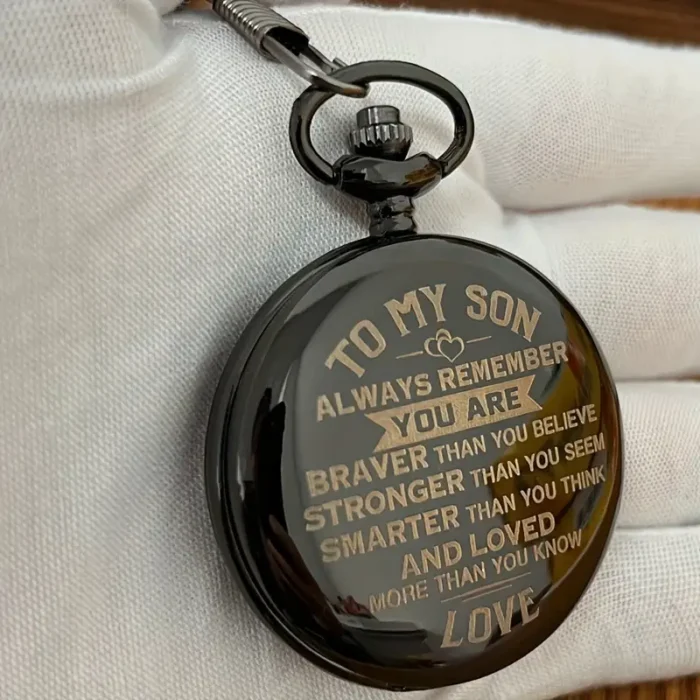 TO MY SON
ALWAYS REMEMBER
YOU ARE
BRAVER THAN YOU BELIEVE
STRONGER THAN YOU SEEM
SMARTER THAN YOU THINK
AND LOVED
MORE THAN YOU KNOW
LOVE